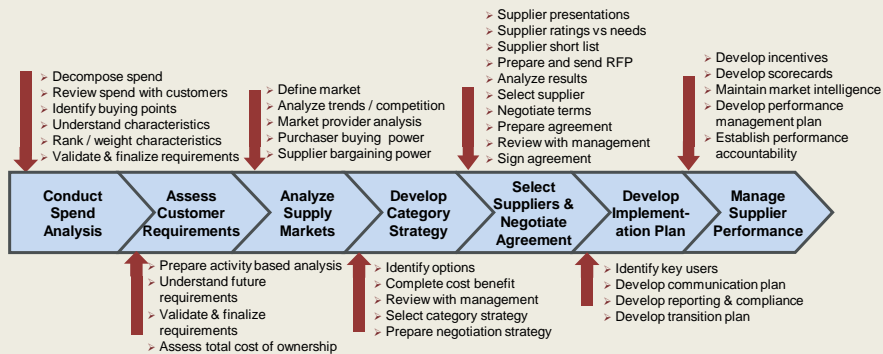 ➢ Decompose spend
➢ Review spend with customers
➢ Identify buying points
➢ Understand characteristics
➢ Rank / weight characteristics
➢ Validate & finalize requirements
➢ Define market
➢ Analyze trends / competition
➢ Market provider analysis
➢ Purchaser buying power
➢ Supplier bargaining power
➢ Supplier presentations
➢ Supplier ratings vs needs
➢ Supplier short list
➢ Prepare and send RFP
➢ Analyze results
➢ Select supplier
➢ Negotiate terms
➢ Prepare agreement
➢ Review with management
➢ Sign agreement
➢ Develop incentives
➢ Develop scorecards
➢ Maintain market intelligence
➢ Develop performance
management plan
➢ Establish performance
accountability
Conduct
Spend
Analysis
Assess
Customer
Requirements
Analyze
Supply
Markets
Develop
Category
Strategy
Select
Suppliers &
Negotiate
Agreement
Develop
Implement-
ation Plan
Manage
Supplier
Performance
➢ Prepare activity based analysis
➢ Understand future
requirements
➢ Validate & finalize
requirements
➢ Assess total cost of ownership
➢ Identify options
➢ Complete cost benefit
➢ Review with management
➢ Select category strategy
➢ Prepare negotiation strategy
➢ Identify key users
➢ Develop communication plan
➢ Develop reporting & compliance
➢ Develop transition plan